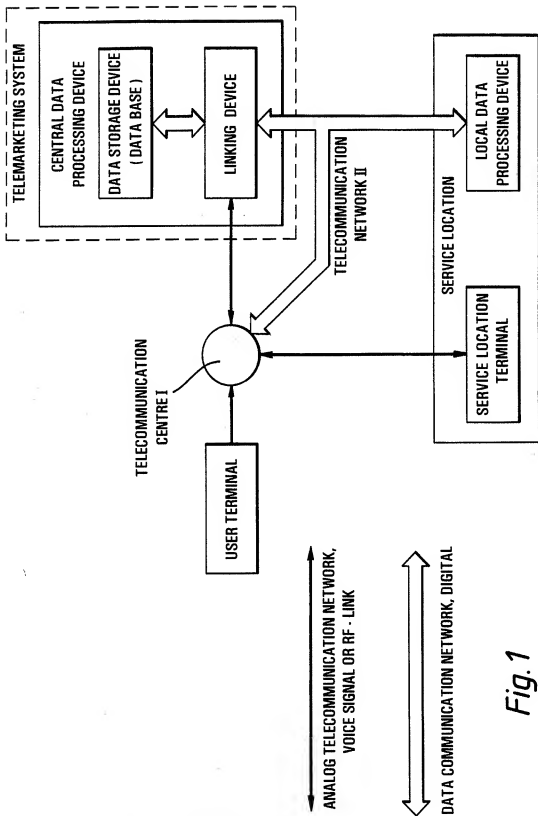 TELEMARKETING SYSTEM
CENTRAL DATA
PROCESSING DEVICE
DATA STORAGE DEVICE
( DATA BASE )
LINKING DEVICE
TELECOMMUNICATION
CENTRE I
USER TERMINAL
TELECOMMUNICATION
NETWORK II
SERVICE LOCATION
SERVICE LOCATION
TERMINAL
LOCAL DATA
PROCESSING DEVICE
ANALOG TELECOMMUNICATION NETWORK,
VOICE SIGNAL OR RF - LINK
DATA COMMUNICATION NETWORK, DIGITAL
Fig. 1